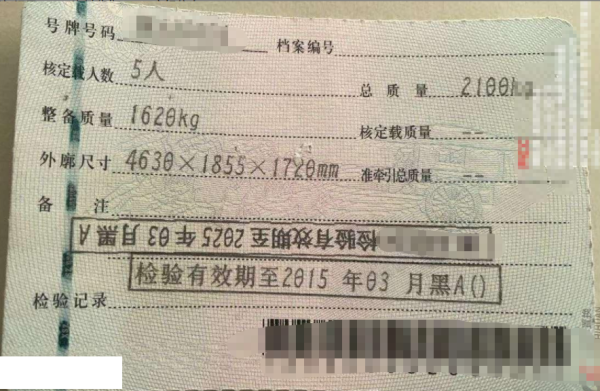 号牌号码
档案编号
核定载人数 5人 总质量 2100kg
整备质量 1620kg 核定载质量 --
外廓尺寸 4630×1855×1720mm 准牵引总质量 --
备注
检验有效期至2025 年03 月黑A
检验有效期至2015 年03 月黑A()
检验记录